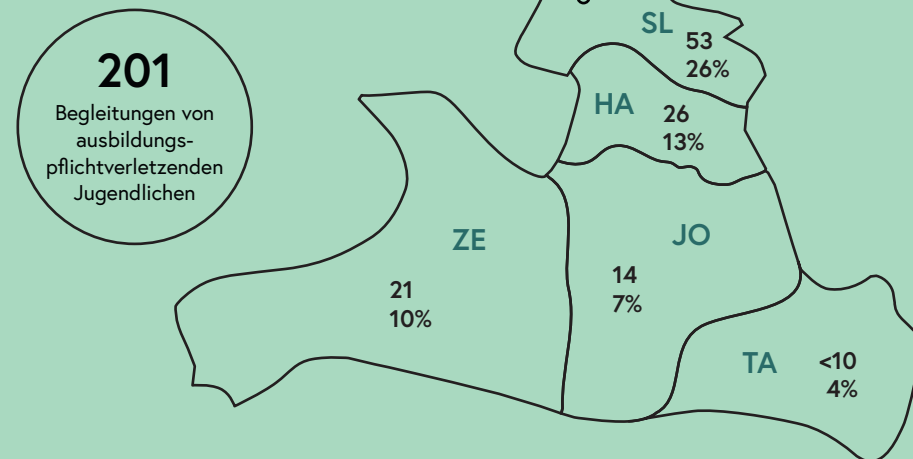 201
Begleitungen von
ausbildungs-
pflichtverletzenden
Jugendlichen
SL
53
26%
HA
26
13%
ZE
21
10%
JO
14
7%
TA
<10
4%